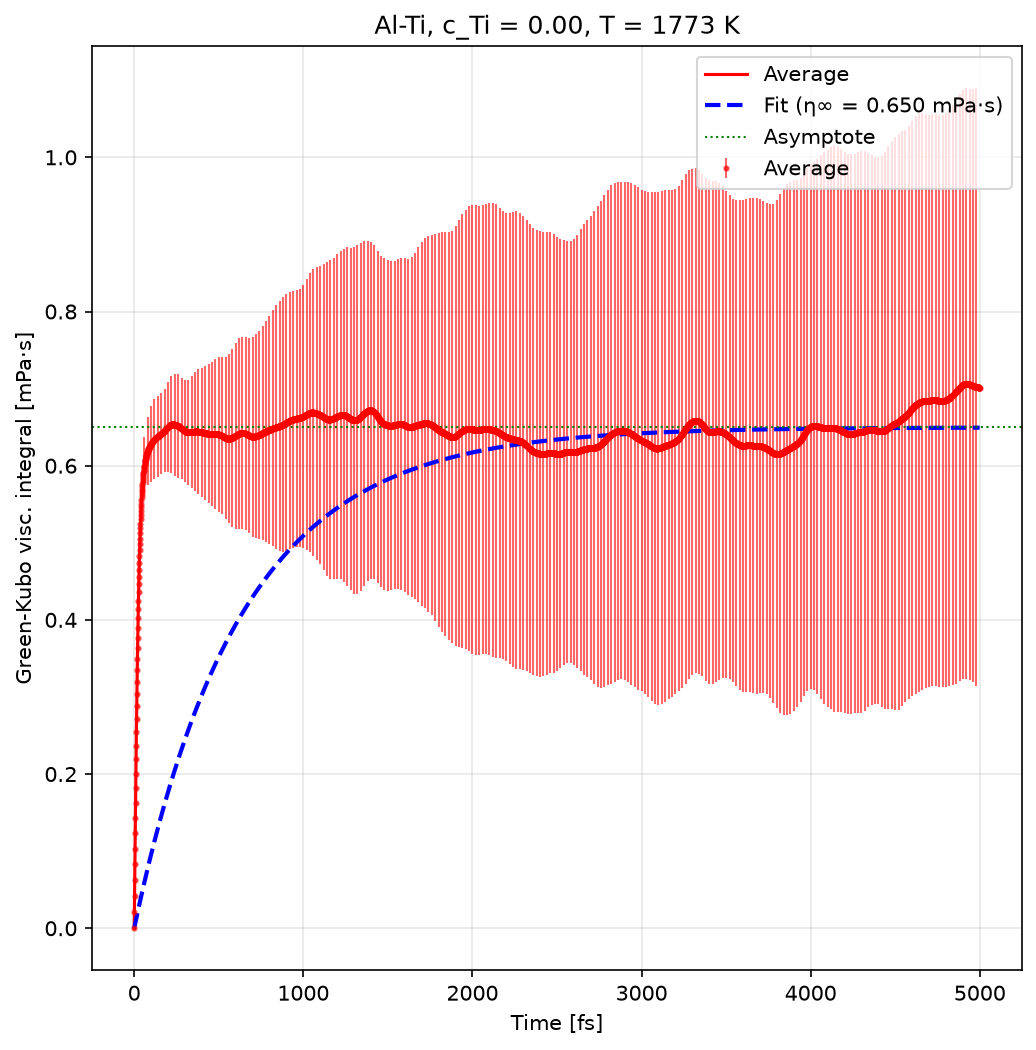 Al-Ti, c_Ti = 0.00, T = 1773 K
Average
Fit (η∞ = 0.650 mPa·s)
Asymptote
Average
Green-Kubo visc. integral [mPa·s]
1.0
0.8
0.6
0.4
0.2
0.0
0 1000 2000 3000 4000 5000
Time [fs]